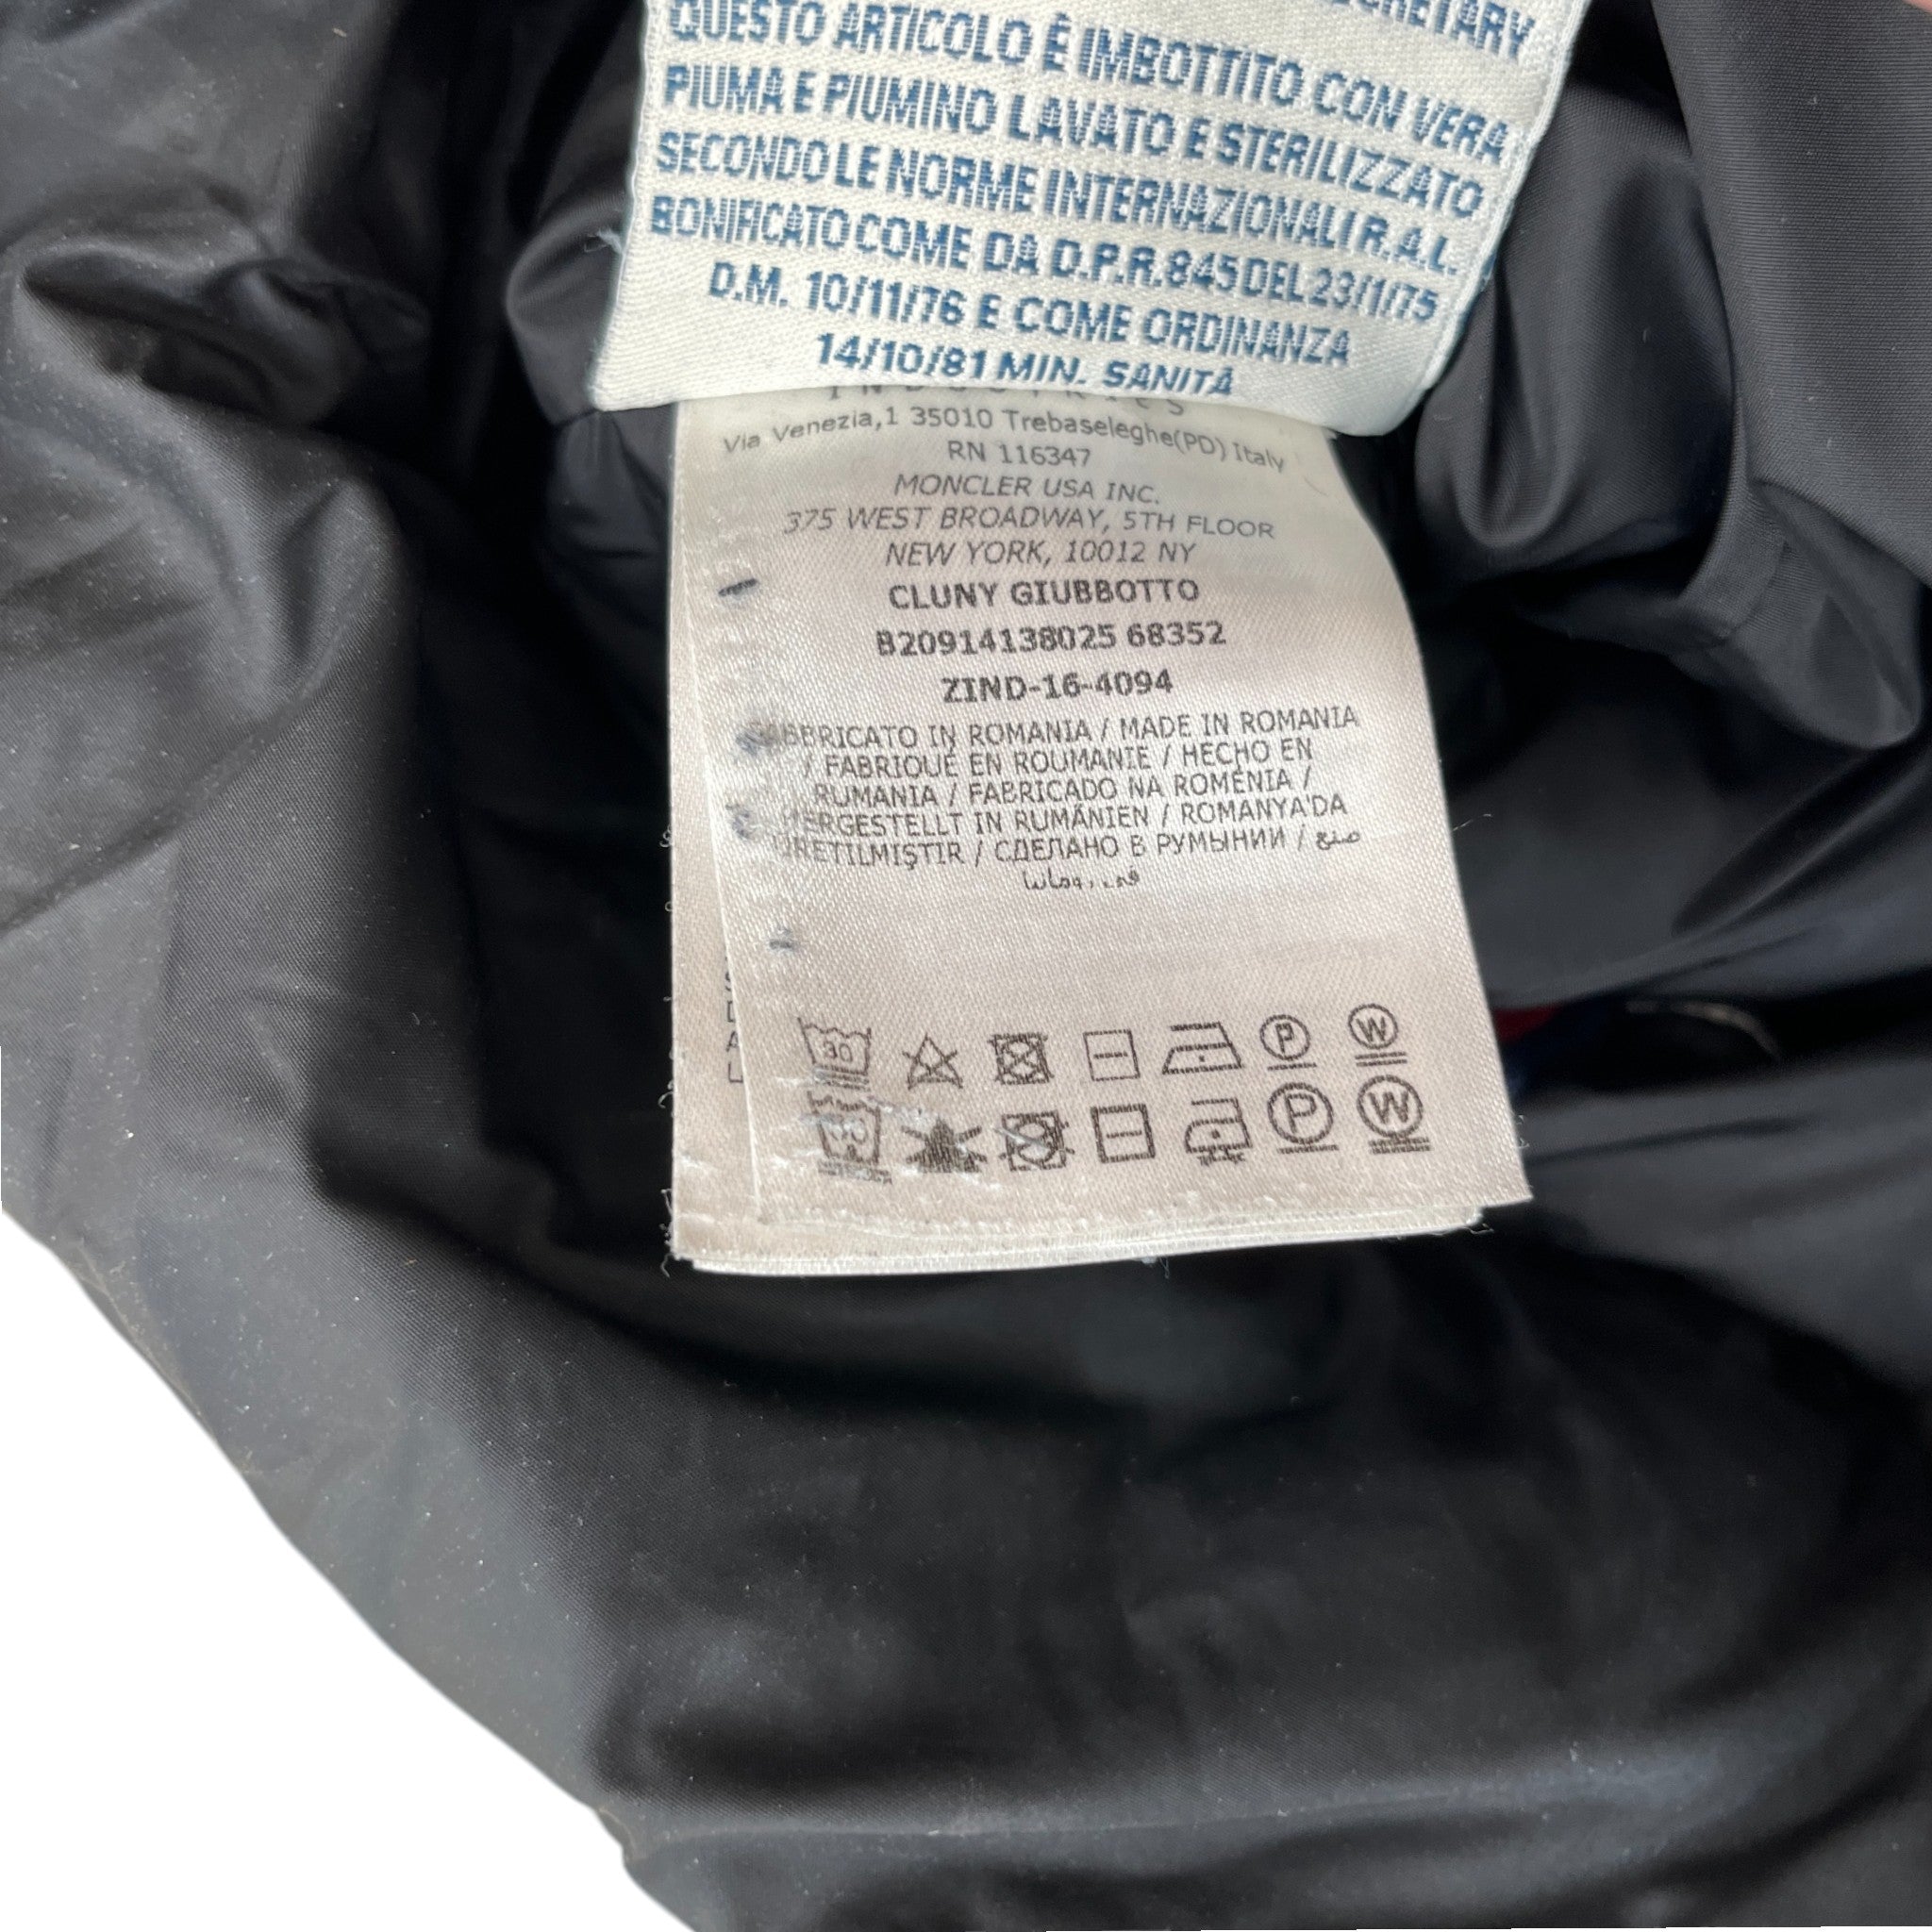 QUESTO ARTICOLO È IMBOTTITO CON VERA
PIUMA E PIUMINO LAVATO E STERILIZZATO
SECONDO LE NORME INTERNAZIONALI R.A.L.
BONIFICATO COME DA D.P.R. 845 DEL 23/1/75
D.M. 10/11/76 E COME ORDINANZA
14/10/81 MIN. SANITÀ
Via Venezia,1 35010 Trebaseleghe(PD) Italy
RN 116347
MONCLER USA INC.
375 WEST BROADWAY, 5TH FLOOR
NEW YORK, 10012 NY
CLUNY GIUBBOTTO
B20914138025 68352
ZIND-16-4094
FABBRICATO IN ROMANIA / MADE IN ROMANIA
/ FABRIQUÉ EN ROUMANIE / HECHO EN
RUMANIA / FABRICADO NA ROMÉNIA /
HERGESTELLT IN RUMÄNIEN / ROMANYA'DA
ÜRETILMIŞTIR / СДЕЛАНО В РУМЫНИИ / صنع
في رومانيا
30 P W
P W